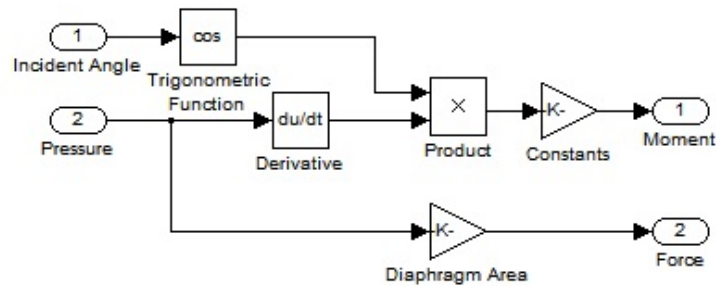 1
Incident Angle
cos
Trigonometric
Function
2
Pressure
du/dt
Derivative
×
Product
-K-
Constants
1
Moment
-K-
Diaphragm Area
2
Force